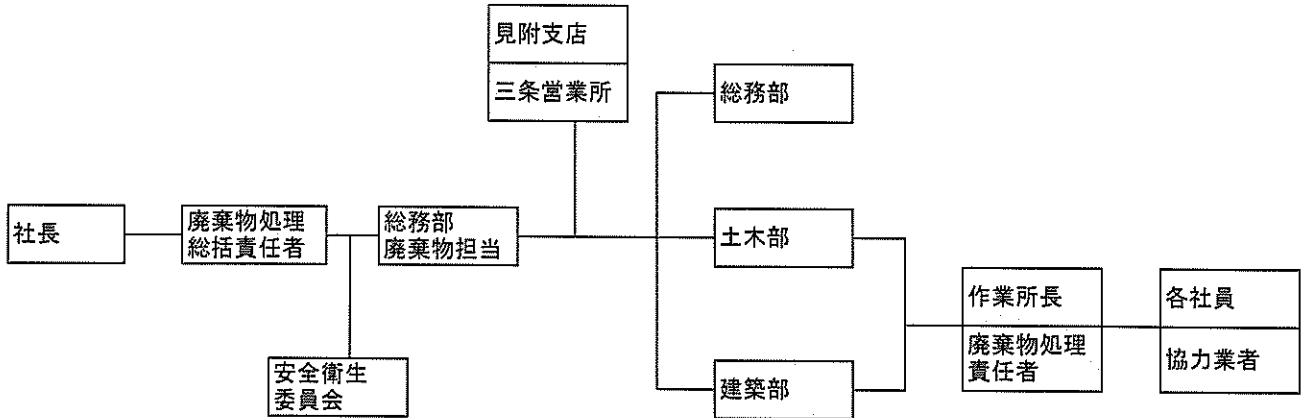 見附支店
三条営業所
総務部
社長
廃棄物処理
総括責任者
総務部
廃棄物担当
土木部
作業所長
廃棄物処理
責任者
各社員
協力業者
安全衛生
委員会
建築部